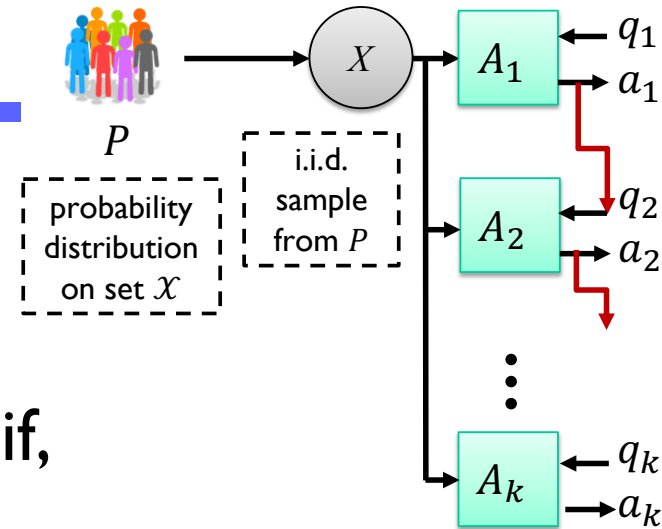 P
probability
distribution
on set 𝒳
X
i.i.d.
sample
from P
A₁
q₁
a₁
A₂
q₂
a₂
⋮
Aₖ
qₖ
aₖ
if,